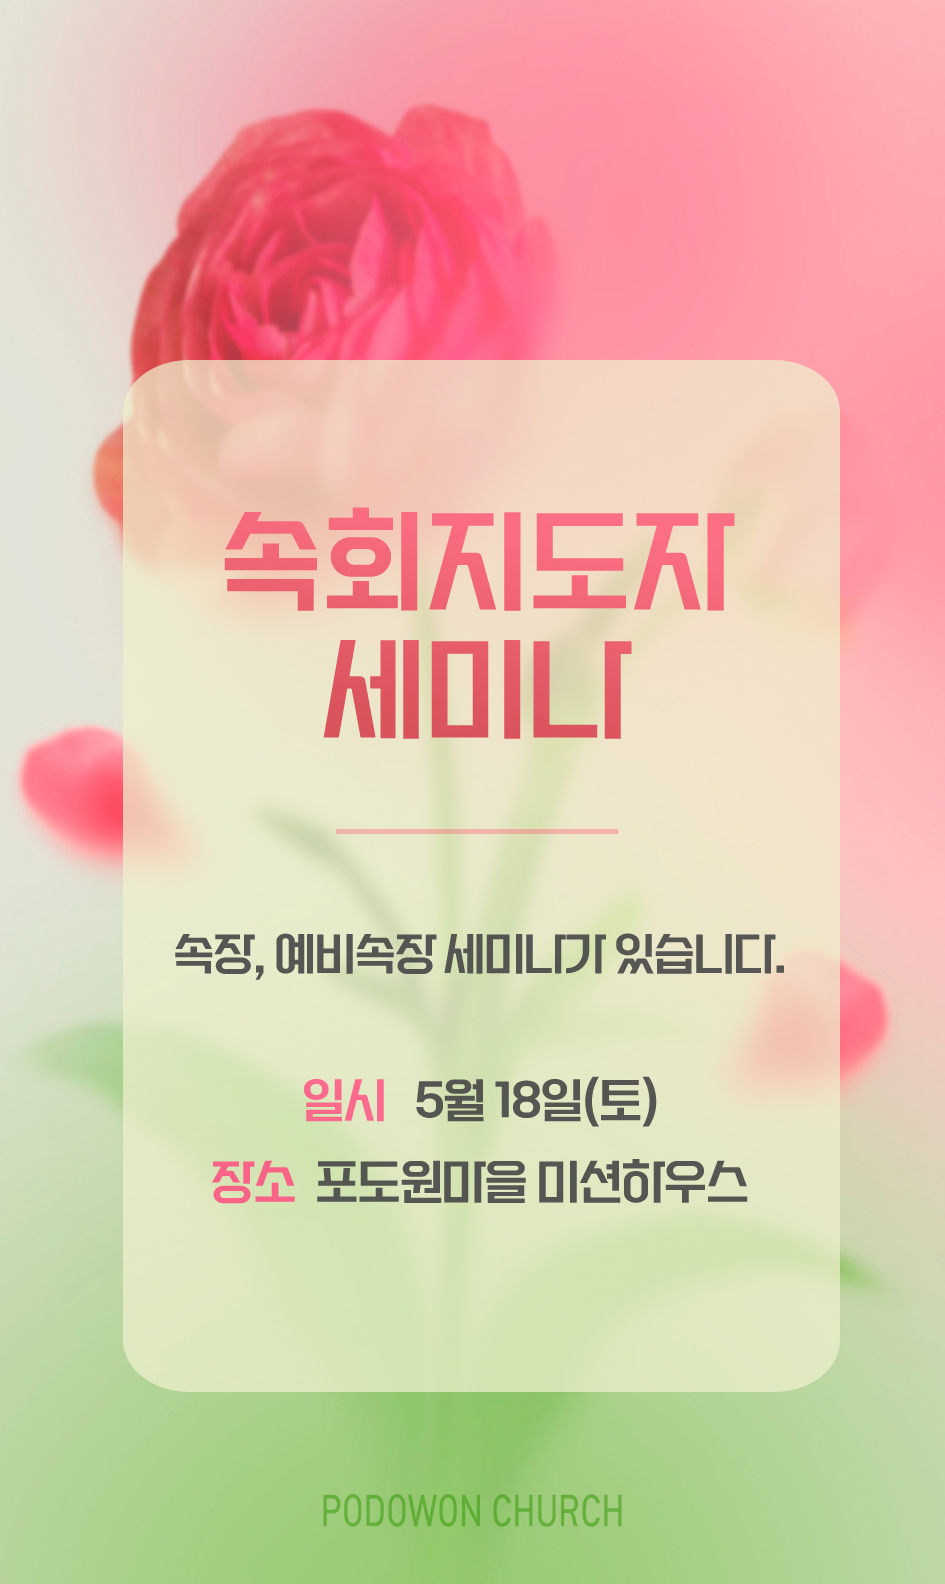 속회지도자
세미나
속장, 예비속장 세미나가 있습니다.
일시 5월 18일(토)
장소 포도원마을 미션하우스
PODOWON CHURCH